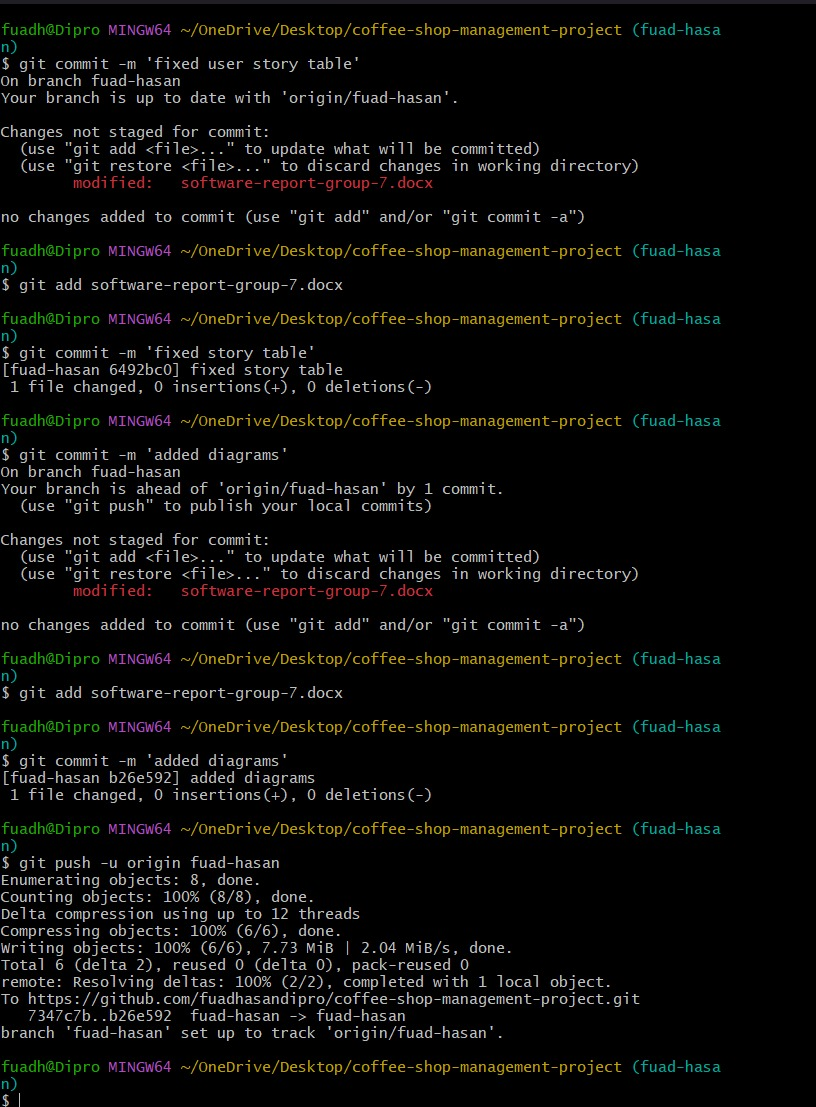 fuadh@Dipro MINGW64 ~/OneDrive/Desktop/coffee-shop-management-project (fuad-hasa
n)
$ git commit -m 'fixed user story table'
On branch fuad-hasan
Your branch is up to date with 'origin/fuad-hasan'.
Changes not staged for commit:
  (use "git add <file>..." to update what will be committed)
  (use "git restore <file>..." to discard changes in working directory)
        modified:   software-report-group-7.docx
no changes added to commit (use "git add" and/or "git commit -a")
fuadh@Dipro MINGW64 ~/OneDrive/Desktop/coffee-shop-management-project (fuad-hasa
n)
$ git add software-report-group-7.docx
fuadh@Dipro MINGW64 ~/OneDrive/Desktop/coffee-shop-management-project (fuad-hasa
n)
$ git commit -m 'fixed story table'
[fuad-hasan 6492bc0] fixed story table
 1 file changed, 0 insertions(+), 0 deletions(-)
fuadh@Dipro MINGW64 ~/OneDrive/Desktop/coffee-shop-management-project (fuad-hasa
n)
$ git commit -m 'added diagrams'
On branch fuad-hasan
Your branch is ahead of 'origin/fuad-hasan' by 1 commit.
  (use "git push" to publish your local commits)
Changes not staged for commit:
  (use "git add <file>..." to update what will be committed)
  (use "git restore <file>..." to discard changes in working directory)
        modified:   software-report-group-7.docx
no changes added to commit (use "git add" and/or "git commit -a")
fuadh@Dipro MINGW64 ~/OneDrive/Desktop/coffee-shop-management-project (fuad-hasa
n)
$ git add software-report-group-7.docx
fuadh@Dipro MINGW64 ~/OneDrive/Desktop/coffee-shop-management-project (fuad-hasa
n)
$ git commit -m 'added diagrams'
[fuad-hasan b26e592] added diagrams
 1 file changed, 0 insertions(+), 0 deletions(-)
fuadh@Dipro MINGW64 ~/OneDrive/Desktop/coffee-shop-management-project (fuad-hasa
n)
$ git push -u origin fuad-hasan
Enumerating objects: 8, done.
Counting objects: 100% (8/8), done.
Delta compression using up to 12 threads
Compressing objects: 100% (6/6), done.
Writing objects: 100% (6/6), 7.73 MiB | 2.04 MiB/s, done.
Total 6 (delta 2), reused 0 (delta 0), pack-reused 0
remote: Resolving deltas: 100% (2/2), completed with 1 local object.
To https://github.com/fuadhasandipro/coffee-shop-management-project.git
   7347c7b..b26e592  fuad-hasan -> fuad-hasan
branch 'fuad-hasan' set up to track 'origin/fuad-hasan'.
fuadh@Dipro MINGW64 ~/OneDrive/Desktop/coffee-shop-management-project (fuad-hasa
n)
$